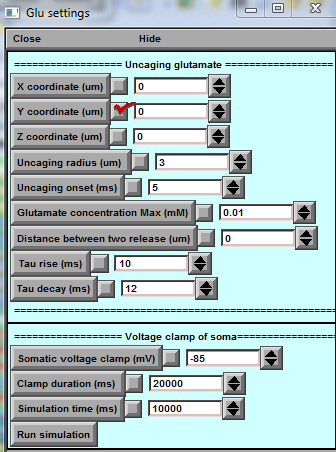 Glu settings
Close Hide
Uncaging glutamate
X coordinate (um) 0
Y coordinate (um) 0
Z coordinate (um) 0
Uncaging radius (um) 3
Uncaging onset (ms) 5
Glutamate concentration Max (mM) 0.01
Distance between two release (um) 0
Tau rise (ms) 10
Tau decay (ms) 12
Voltage clamp of soma
Somatic voltage clamp (mV) -85
Clamp duration (ms) 20000
Simulation time (ms) 10000
Run simulation